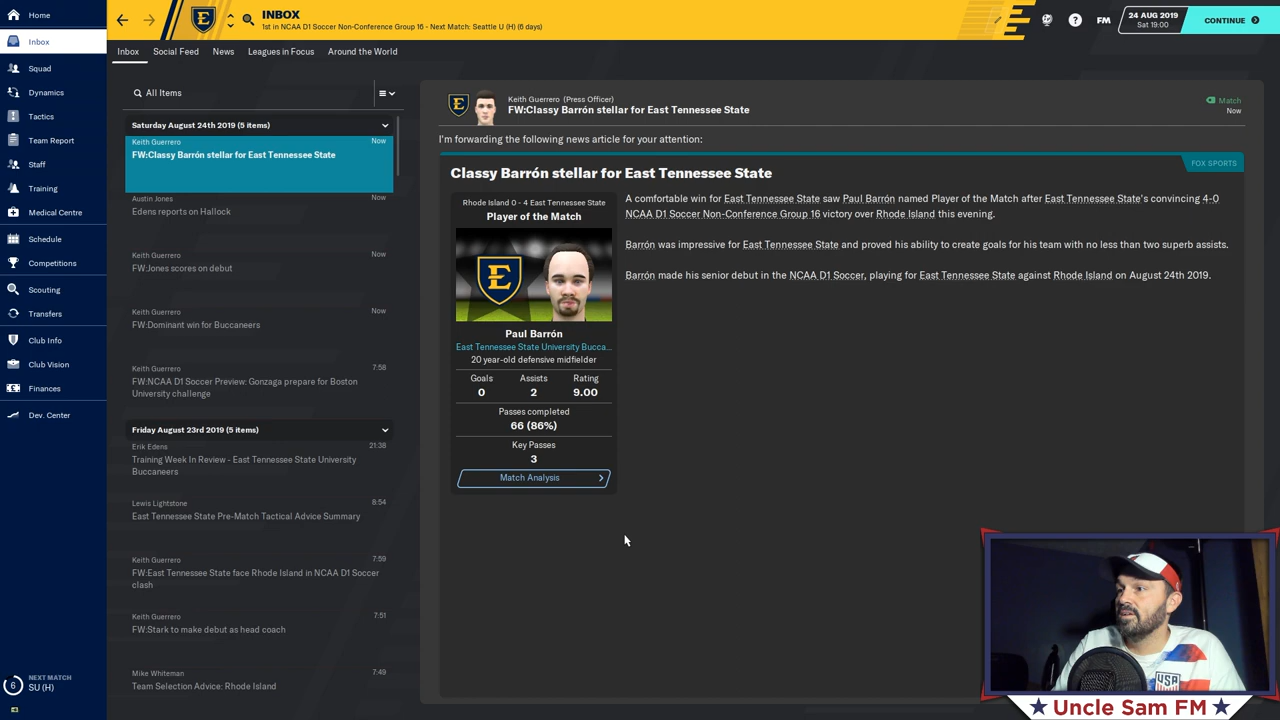 Home
Inbox
Squad
Dynamics
Tactics
Team Report
Staff
Training
Medical Centre
Schedule
Competitions
Scouting
Transfers
Club Info
Club Vision
Finances
Dev. Center
6
NEXT MATCH
SU (H)
E
INBOX
1st in NCAA D1 Soccer Non-Conference Group 16 - Next Match: Seattle U (H) (6 days)
FM
24 AUG 2019
Sat 19:00
CONTINUE
Inbox
Social Feed
News
Leagues in Focus
Around the World
All Items
Saturday August 24th 2019 (5 items)
Keith Guerrero Now
FW:Classy Barrón stellar for East Tennessee State
Austin Jones Now
Edens reports on Hallock
Keith Guerrero Now
FW:Jones scores on debut
Keith Guerrero Now
FW:Dominant win for Buccaneers
Keith Guerrero 7:58
FW:NCAA D1 Soccer Preview: Gonzaga prepare for Boston
University challenge
Friday August 23rd 2019 (5 items)
Erik Edens 21:38
Training Week In Review - East Tennessee State University
Buccaneers
Lewis Lightstone 8:54
East Tennessee State Pre-Match Tactical Advice Summary
Keith Guerrero 7:59
FW:East Tennessee State face Rhode Island in NCAA D1 Soccer
clash
Keith Guerrero 7:51
FW:Stark to make debut as head coach
Mike Whiteman 7:49
Team Selection Advice: Rhode Island
E
Keith Guerrero (Press Officer)
FW:Classy Barrón stellar for East Tennessee State
Match
Now
I'm forwarding the following news article for your attention:
FOX SPORTS
Classy Barrón stellar for East Tennessee State
Rhode Island 0 - 4 East Tennessee State
Player of the Match
E
Paul Barrón
East Tennessee State University Bucca...
20 year-old defensive midfielder
Goals Assists Rating
0 2 9.00
Passes completed
66 (86%)
Key Passes
3
Match Analysis
A comfortable win for East Tennessee State saw Paul Barrón named Player of the Match after East Tennessee State's convincing 4-0
NCAA D1 Soccer Non-Conference Group 16 victory over Rhode Island this evening.
Barrón was impressive for East Tennessee State and proved his ability to create goals for his team with no less than two superb assists.
Barrón made his senior debut in the NCAA D1 Soccer, playing for East Tennessee State against Rhode Island on August 24th 2019.
USA
★ Uncle Sam FM ★